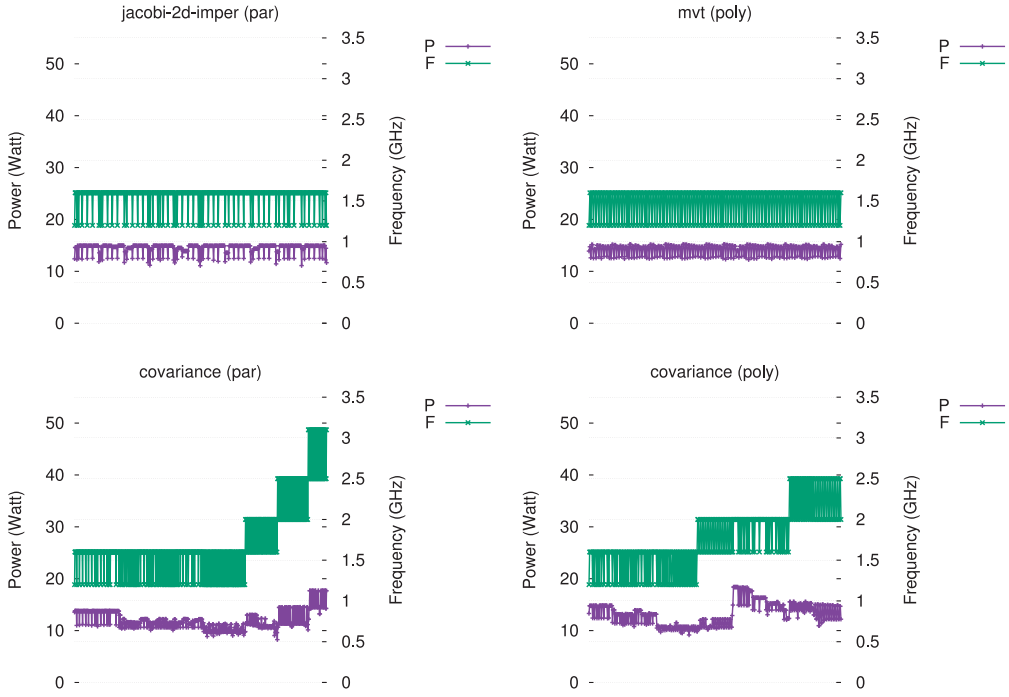 jacobi-2d-imper (par)
P
F
Power (Watt)
50
40
30
20
10
0
Frequency (GHz)
3.5
3
2.5
2
1.5
1
0.5
0
mvt (poly)
P
F
Power (Watt)
50
40
30
20
10
0
Frequency (GHz)
3.5
3
2.5
2
1.5
1
0.5
0
covariance (par)
P
F
Power (Watt)
50
40
30
20
10
0
Frequency (GHz)
3.5
3
2.5
2
1.5
1
0.5
0
covariance (poly)
P
F
Power (Watt)
50
40
30
20
10
0
Frequency (GHz)
3.5
3
2.5
2
1.5
1
0.5
0